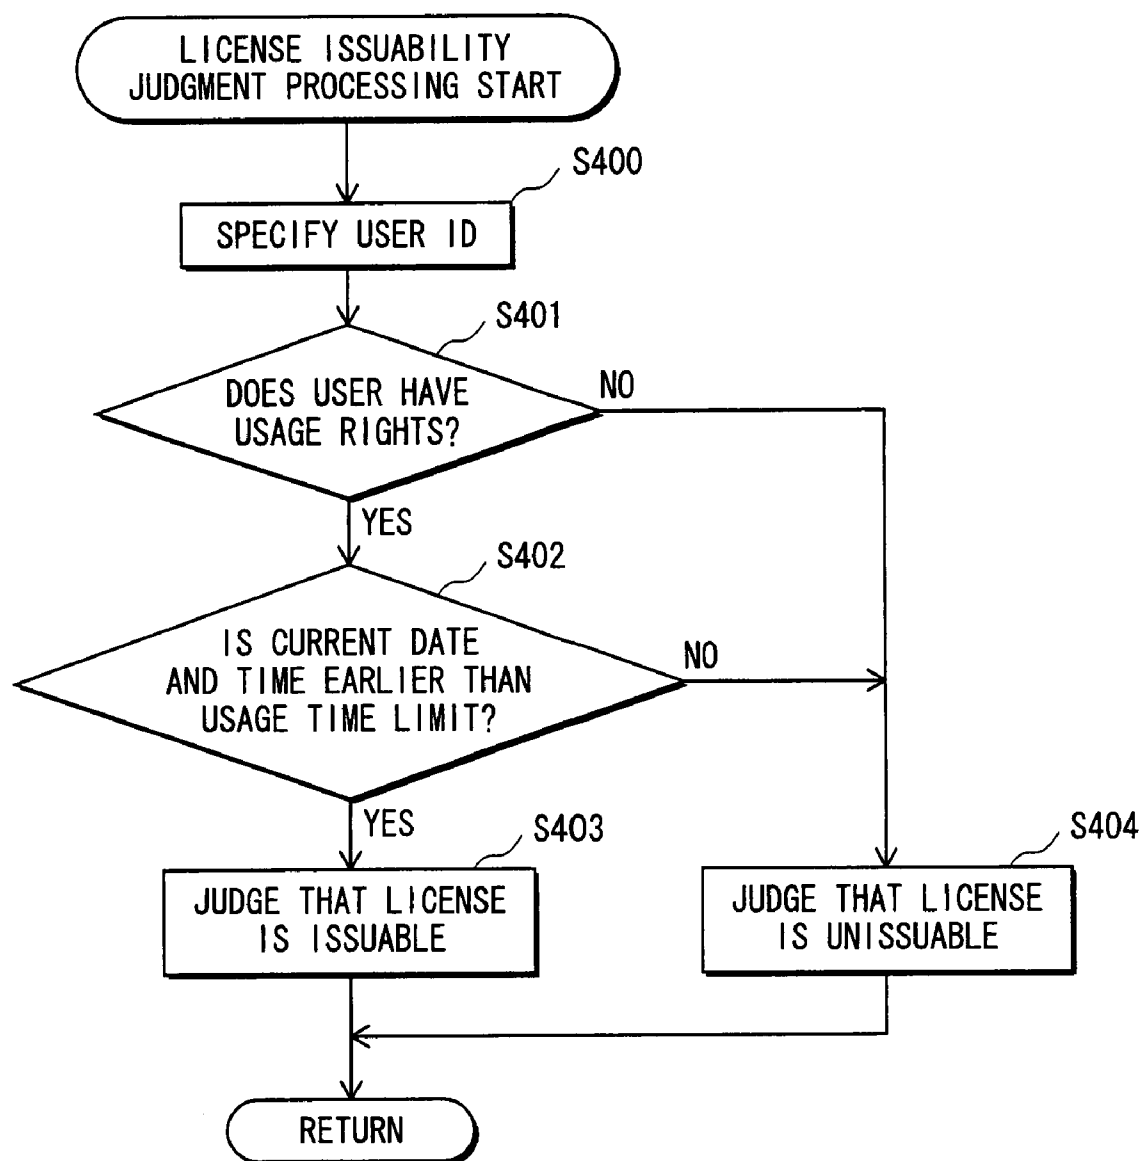 LICENSE ISSUABILITY
JUDGMENT PROCESSING START
S400
SPECIFY USER ID
S401
DOES USER HAVE
USAGE RIGHTS?
NO
YES
S402
IS CURRENT DATE
AND TIME EARLIER THAN
USAGE TIME LIMIT?
NO
YES
S403
JUDGE THAT LICENSE
IS ISSUABLE
S404
JUDGE THAT LICENSE
IS UNISSUABLE
RETURN